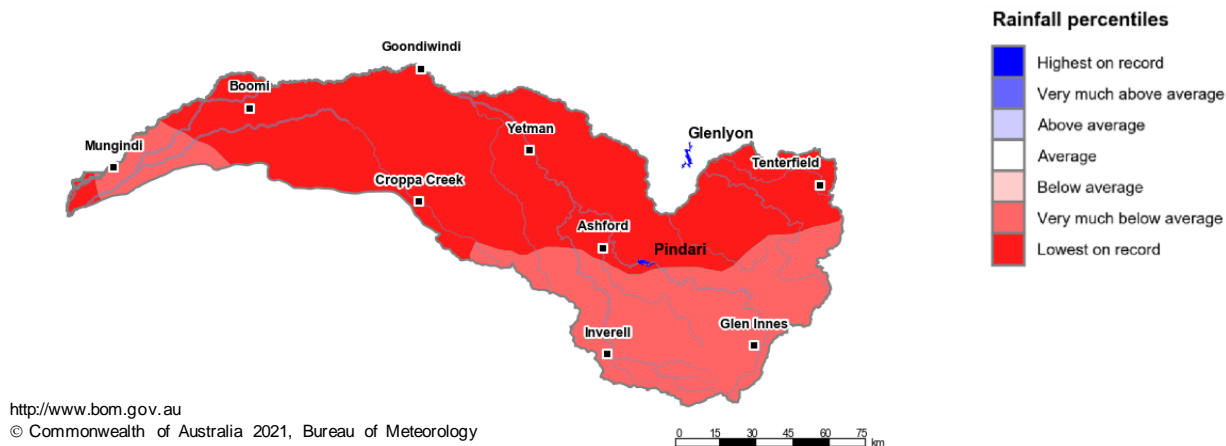 Goondiwindi
Boomi
Mungindi
Yetman
Croppa Creek
Glenlyon
Tenterfield
Ashford
Pindari
Inverell
Glen Innes
Rainfall percentiles
Highest on record
Very much above average
Above average
Average
Below average
Very much below average
Lowest on record
http://www.bom.gov.au
© Commonwealth of Australia 2021, Bureau of Meteorology
0 15 30 45 60 75
km